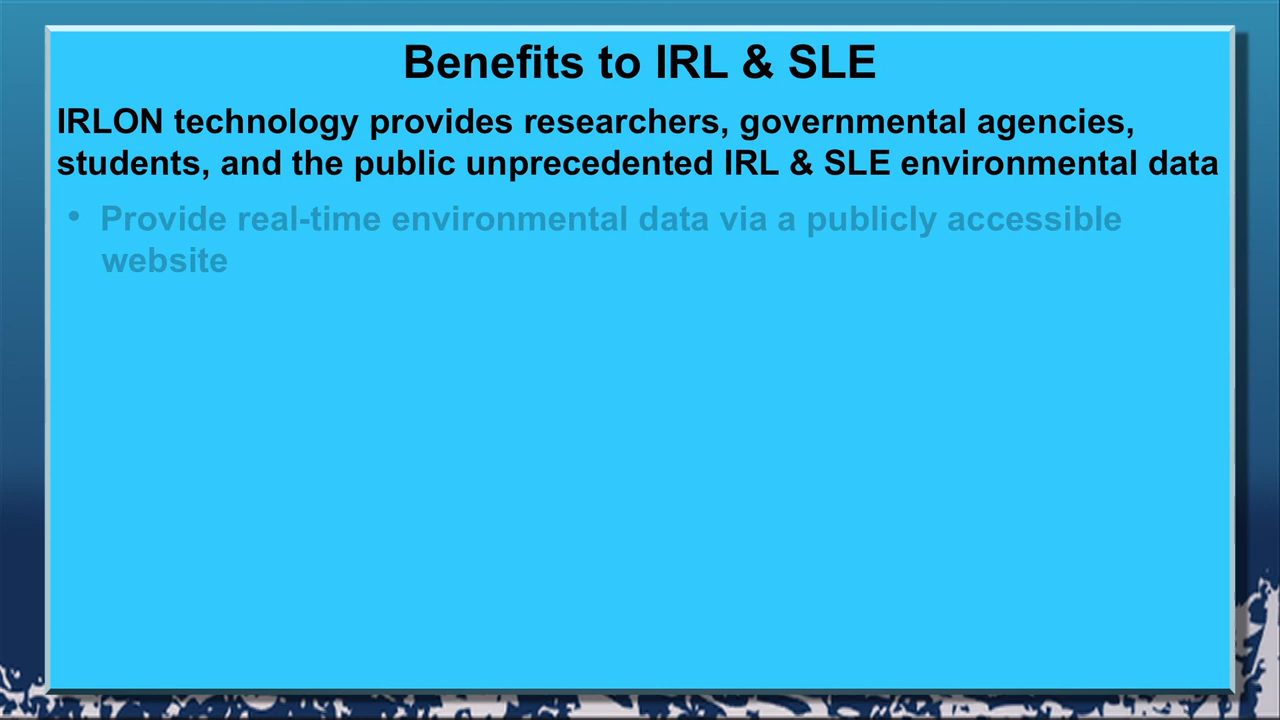 Benefits to IRL & SLE
IRLON technology provides researchers, governmental agencies,
students, and the public unprecedented IRL & SLE environmental data
• Provide real-time environmental data via a publicly accessible
website